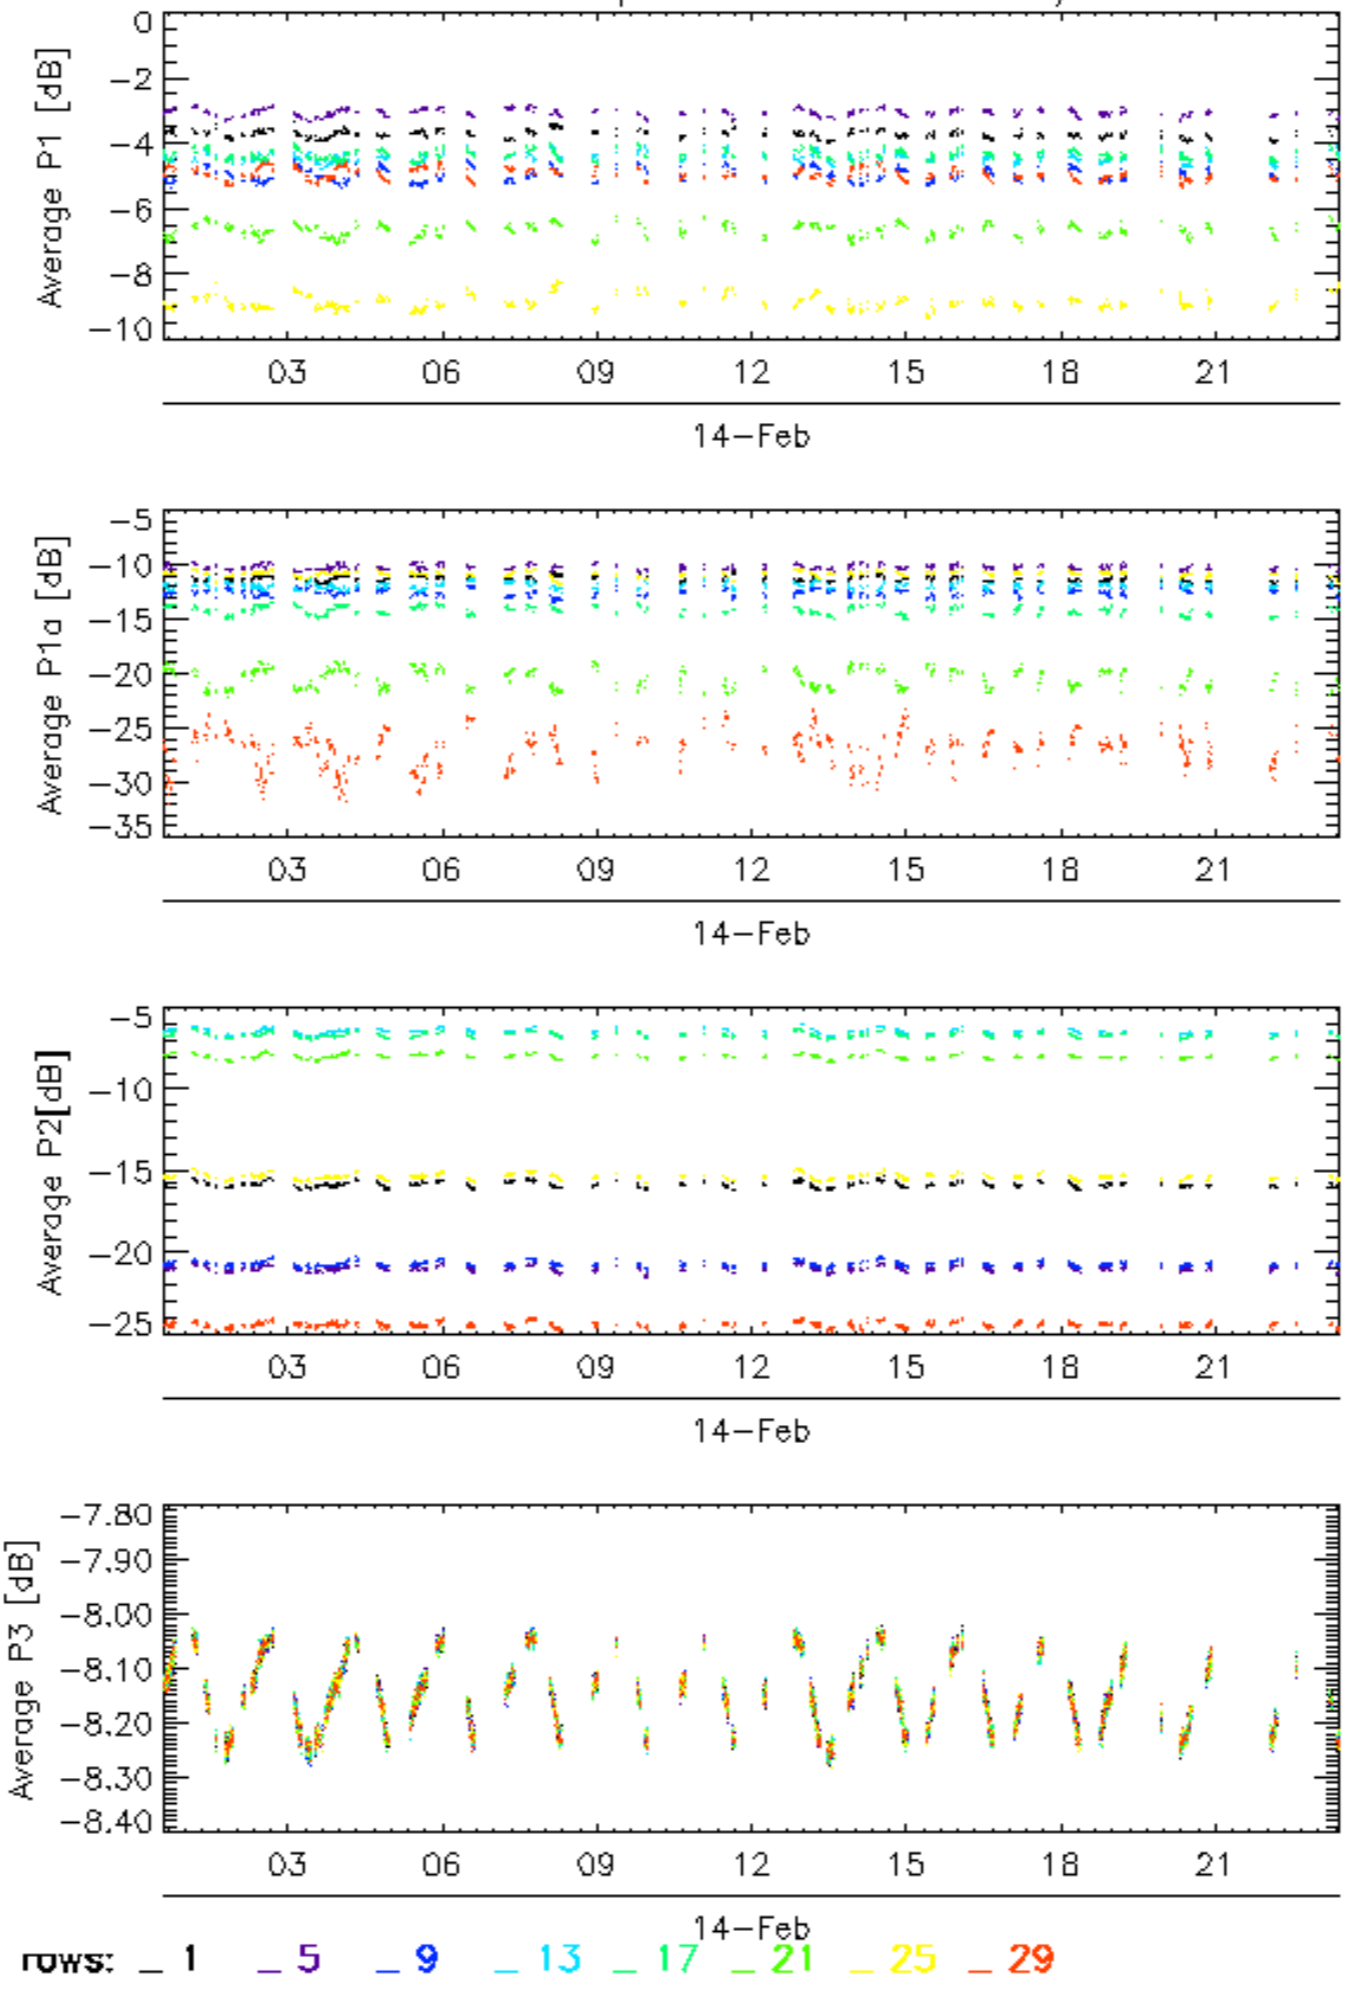 0
−2
−4
−6
−8
−10
Average P1 [dB]
03 06 09 12 15 18 21
14−Feb
−5
−10
−15
−20
−25
−30
−35
Average P1a [dB]
03 06 09 12 15 18 21
14−Feb
−5
−10
−15
−20
−25
Average P2[dB]
03 06 09 12 15 18 21
14−Feb
−7.80
−7.90
−8.00
−8.10
−8.20
−8.30
−8.40
Average P3 [dB]
03 06 09 12 15 18 21
14−Feb
rows: _ 1 _ 5 _ 9 _ 13 _ 17 _ 21 _ 25 _ 29